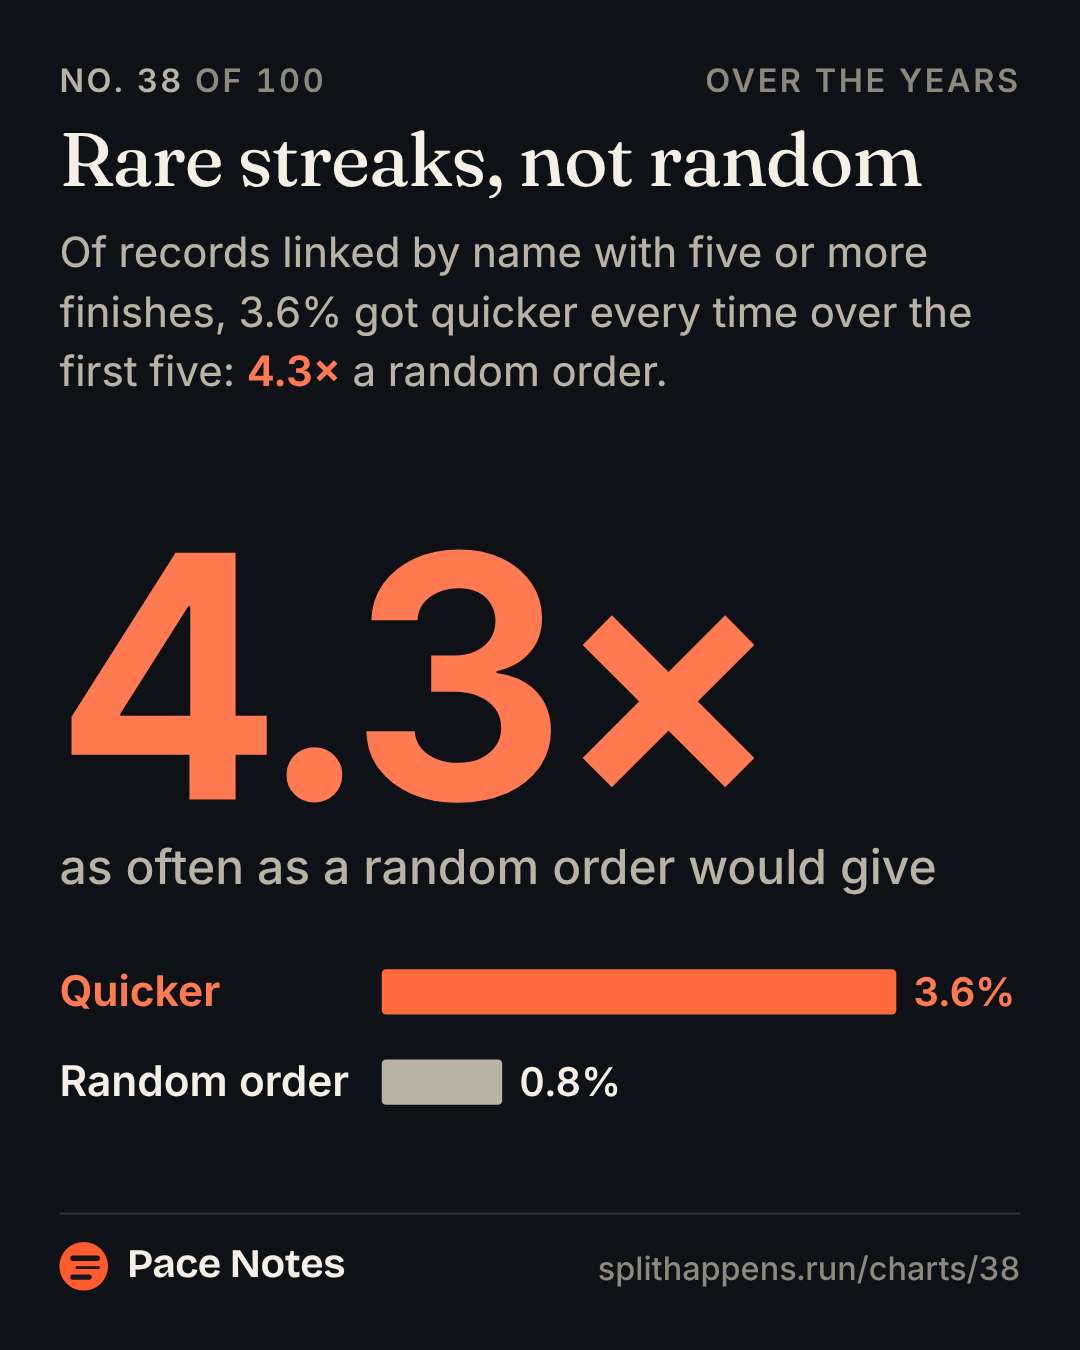 NO. 38 OF 100
OVER THE YEARS
Rare streaks, not random
Of records linked by name with five or more
finishes, 3.6% got quicker every time over the
first five: 4.3× a random order.
4.3×
as often as a random order would give
Quicker 3.6%
Random order 0.8%
Pace Notes
splithappens.run/charts/38